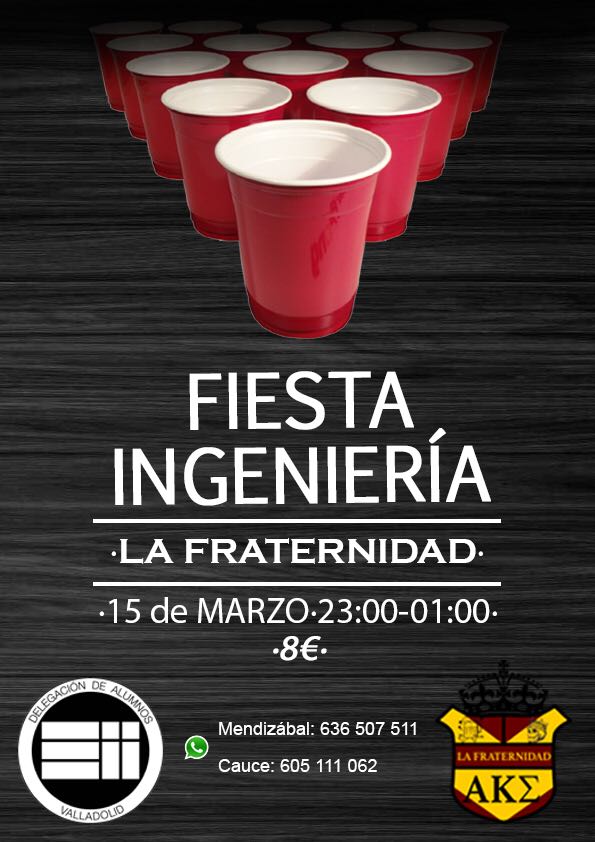 FIESTA
INGENIERÍA
·LA FRATERNIDAD·
·15 de MARZO·23:00-01:00·
·8€·
DELEGACIÓN DE ALUMNOS
VALLADOLID
Mendizábal: 636 507 511
Cauce: 605 111 062
LA FRATERNIDAD
ΑΚΣ